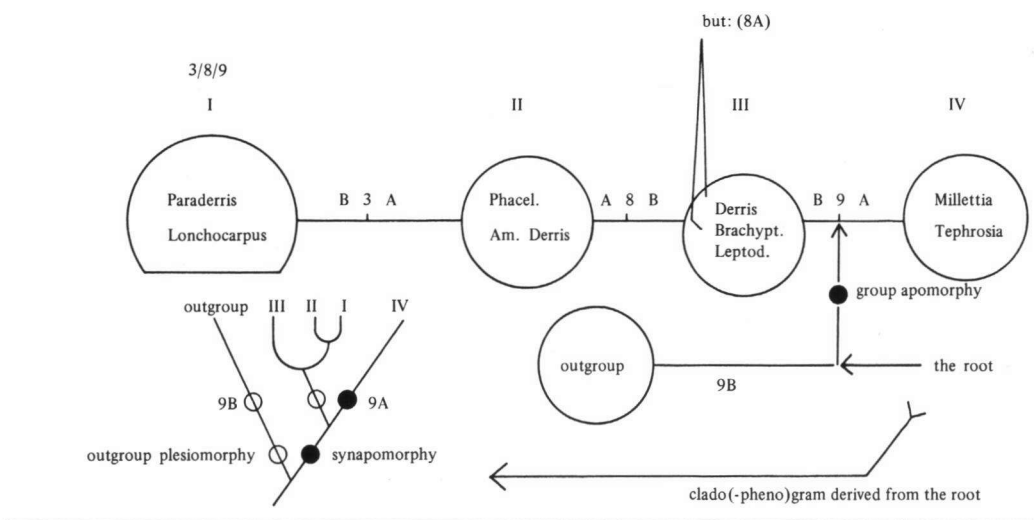 but: (8A)
3/8/9
I
II
III
IV
Paraderris
Lonchocarpus
B 3 A
Phacel.
Am. Derris
A 8 B
Derris
Brachypt.
Leptod.
B 9 A
Millettia
Tephrosia
group apomorphy
outgroup III II I IV
outgroup
the root
9B
9B
9A
outgroup plesiomorphy
synapomorphy
clado(-pheno)gram derived from the root